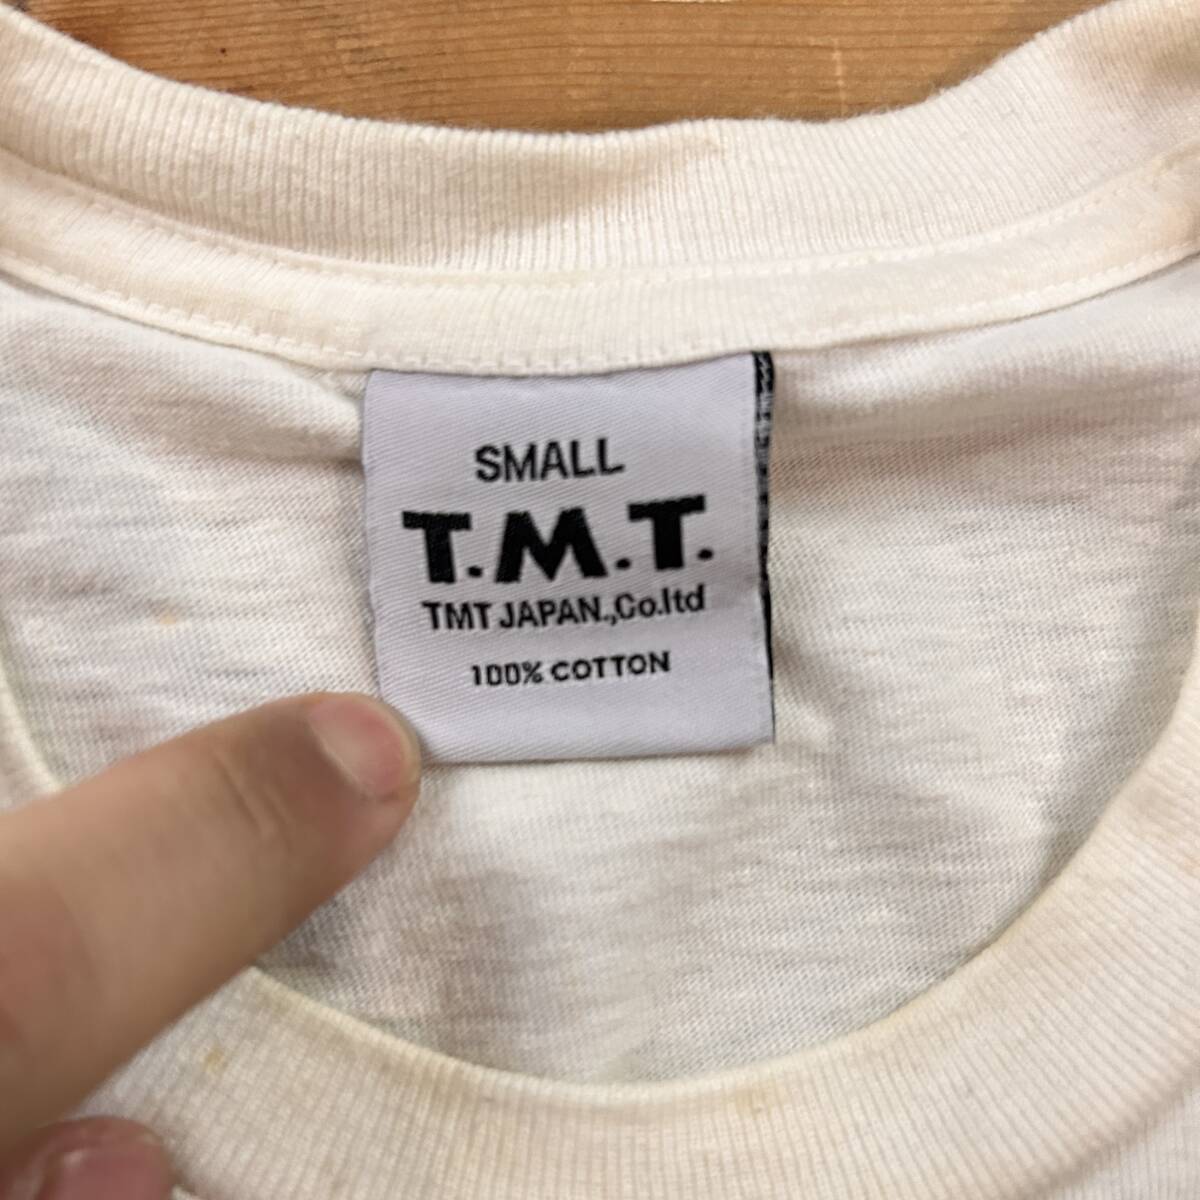 SMALL
T.M.T.
TMT JAPAN.,Co.ltd
100% COTTON